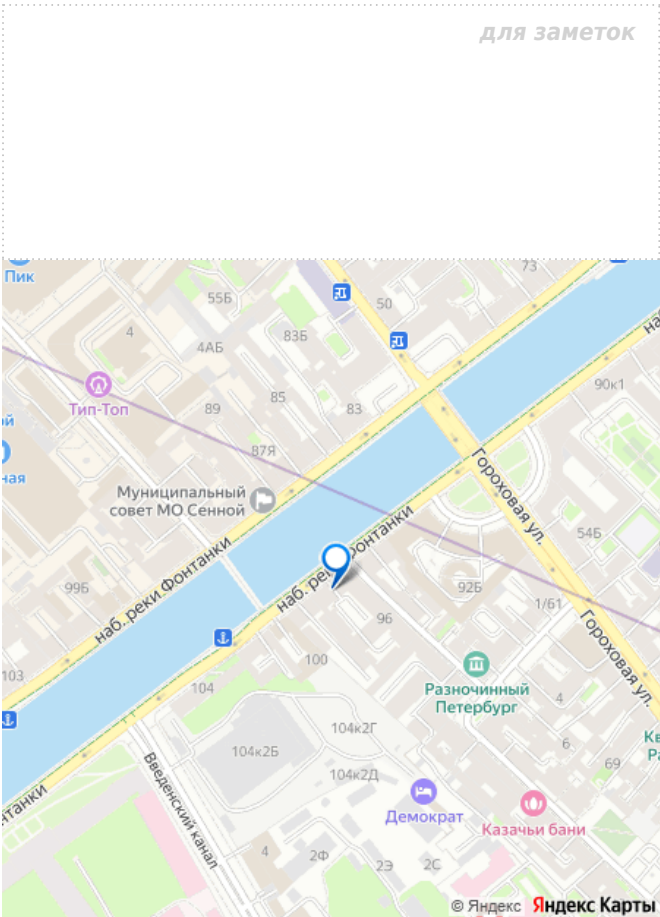 для заметок
Пик
55Б
73
50
4
83Б
4АБ
90к1
Тип-Топ
85
89
83
87Я
ная
Муниципальный
совет МО Сенной
Гороховая ул.
наб. реки Фонтанки
54Б
наб. реки Фонтанки
99Б
92Б
1/61
96
Гороховая ул.
100
103
104
Разночинный
Петербург
4
104к2Г
6
104к2Б
69
104к2Д
Введенский канал
Демократ
Казачьи бани
4
2Ф
2Э
2С
© Яндекс Яндекс Карты